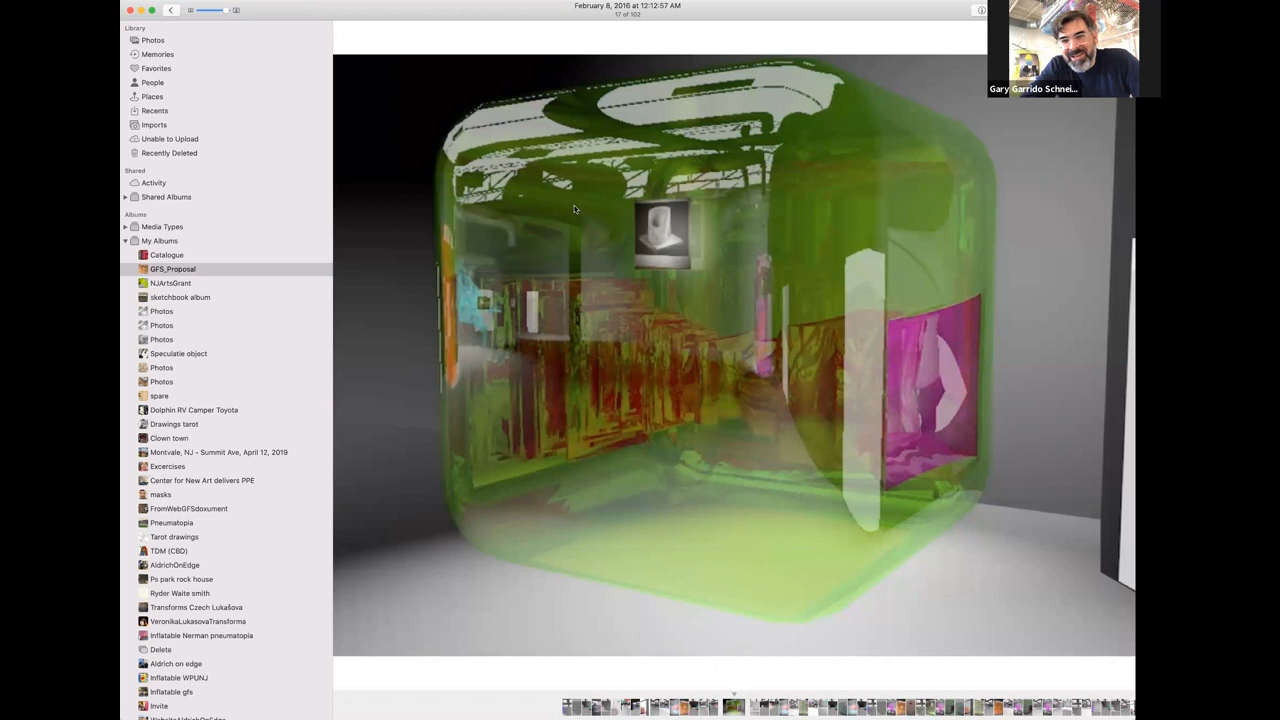 February 8, 2016 at 12:12:57 AM
17 of 102
Gary Garrido Schnei...
Library
Photos
Memories
Favorites
People
Places
Recents
Imports
Unable to Upload
Recently Deleted
Shared
Activity
Shared Albums
Albums
Media Types
My Albums
Catalogue
GFS_Proposal
NJArtsGrant
sketchbook album
Photos
Photos
Photos
Speculatie object
Photos
Photos
spare
Dolphin RV Camper Toyota
Drawings tarot
Clown town
Montvale, NJ - Summit Ave, April 12, 2019
Excercises
Center for New Art delivers PPE
masks
FromWebGFSdoxument
Pneumatopia
Tarot drawings
TDM (CBD)
AldrichOnEdge
Ps park rock house
Ryder Waite smith
Transforms Czech Lukašova
VeronikaLukasovaTransforma
Inflatable Nerman pneumatopia
Delete
Aldrich on edge
Inflatable WPUNJ
Inflatable gfs
Invite
WebsiteAldrichOnEdge